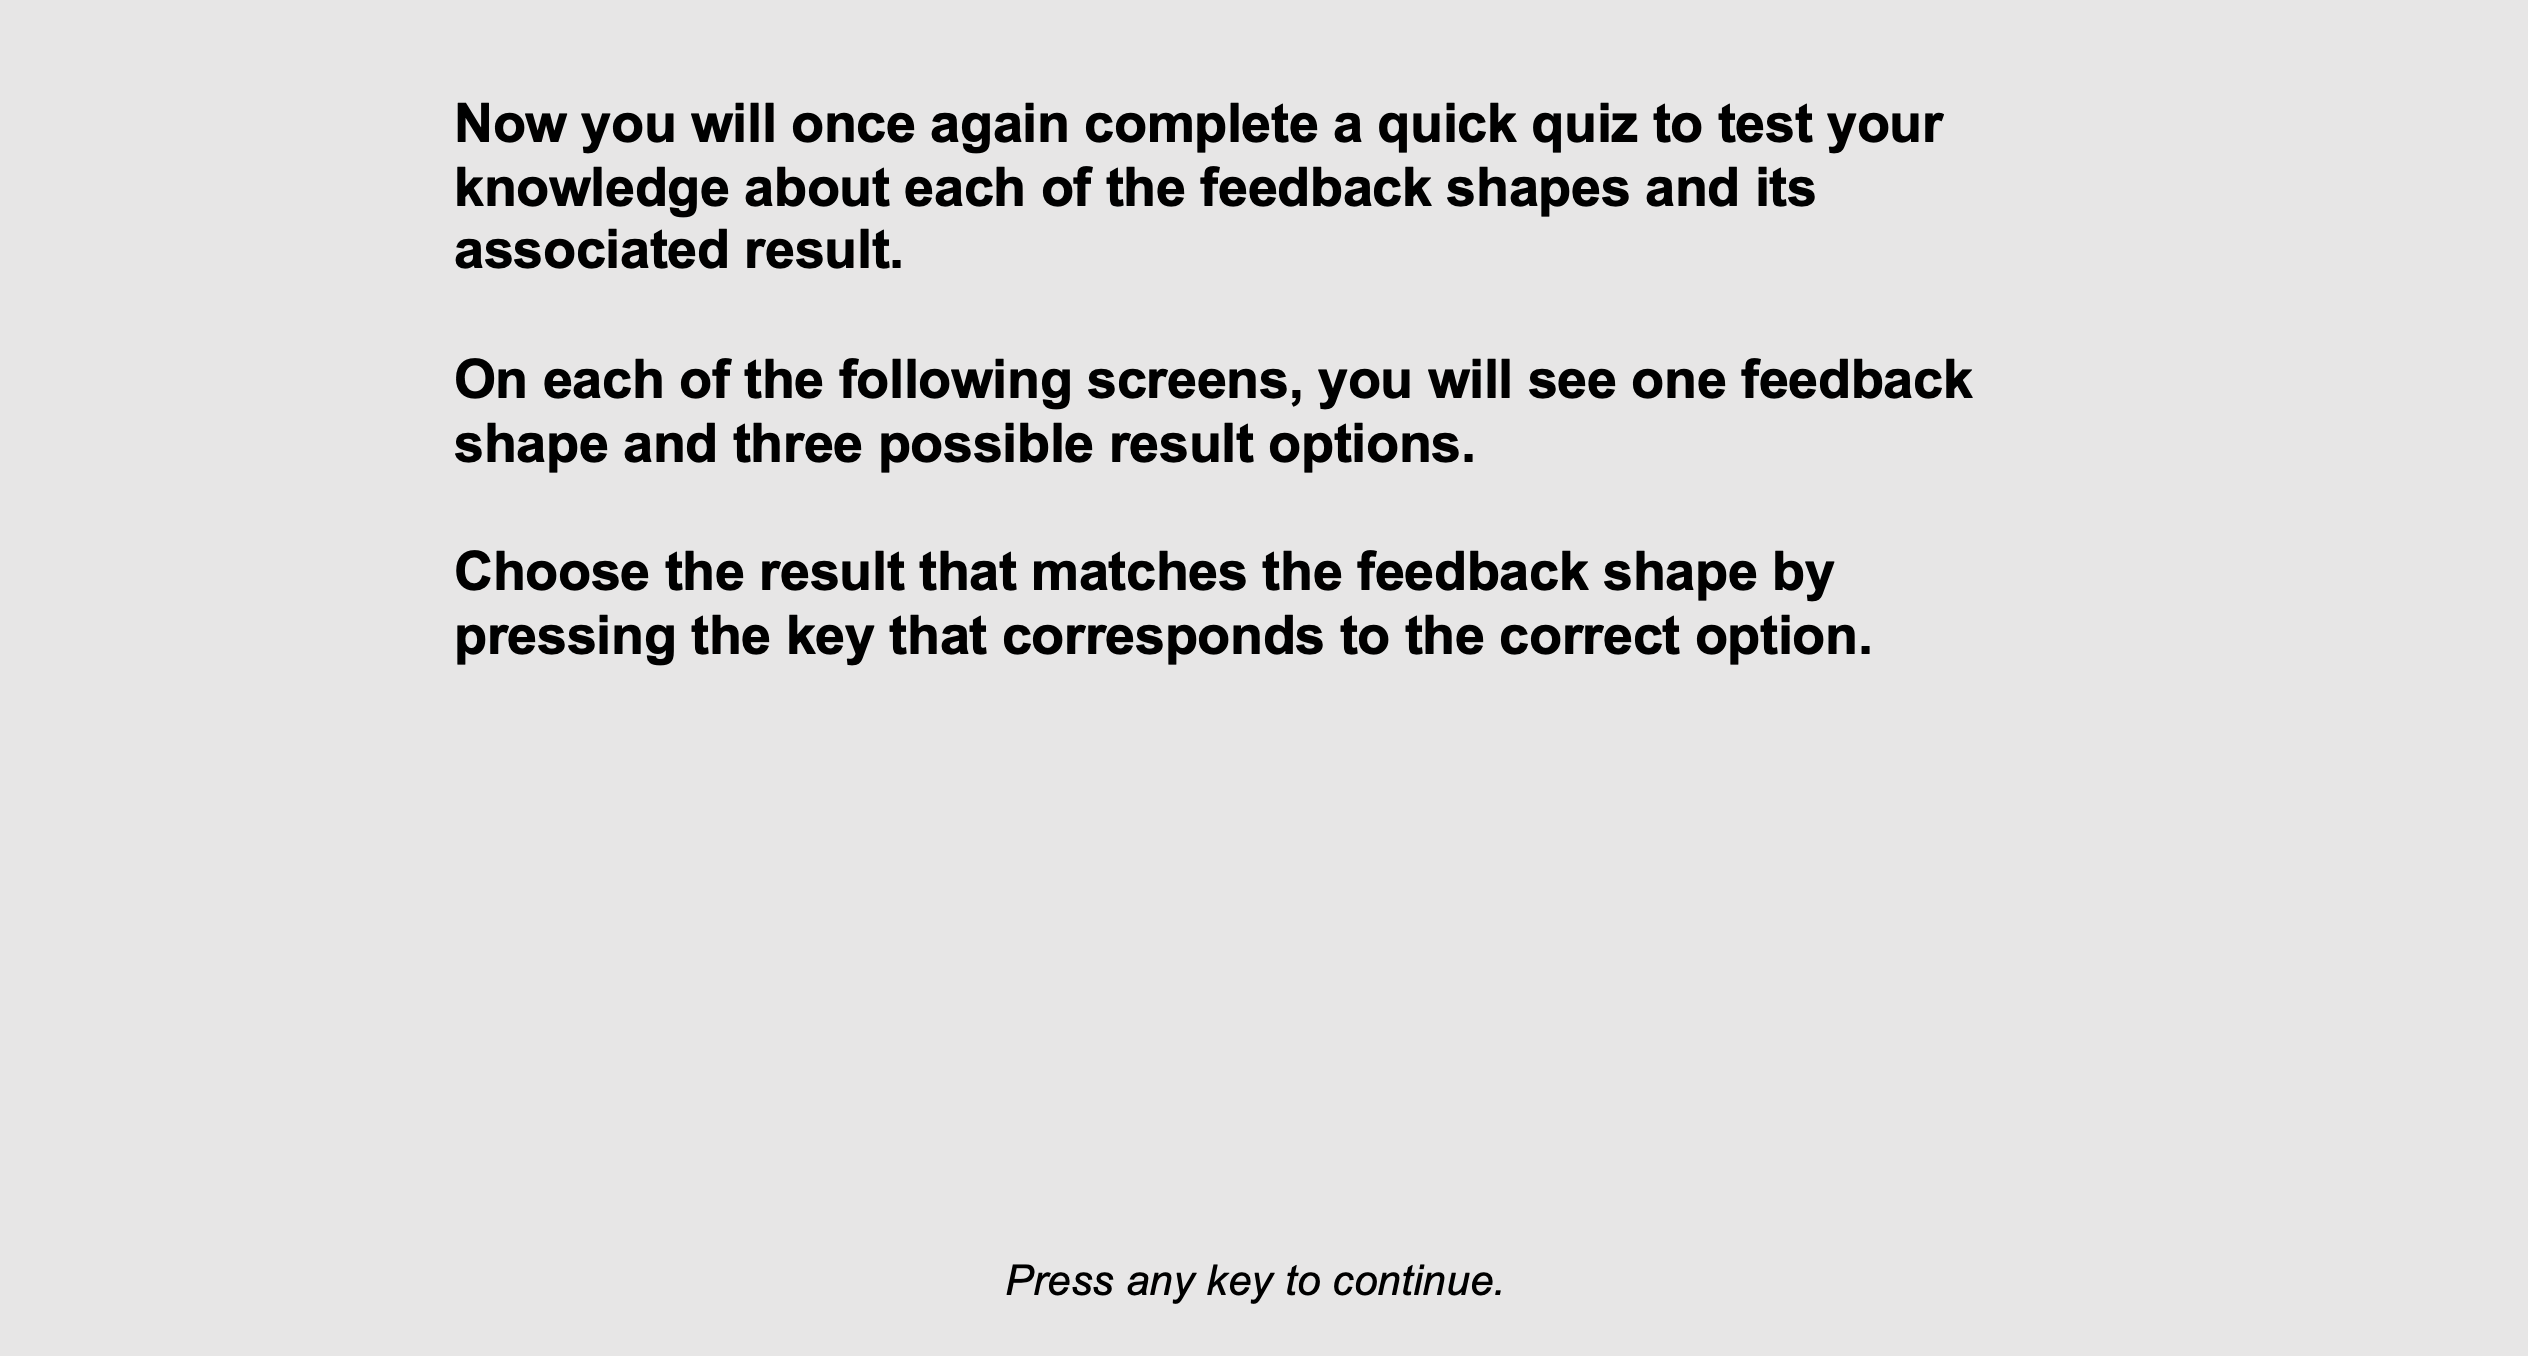 Now you will once again complete a quick quiz to test your
knowledge about each of the feedback shapes and its
associated result.
On each of the following screens, you will see one feedback
shape and three possible result options.
Choose the result that matches the feedback shape by
pressing the key that corresponds to the correct option.
Press any key to continue.